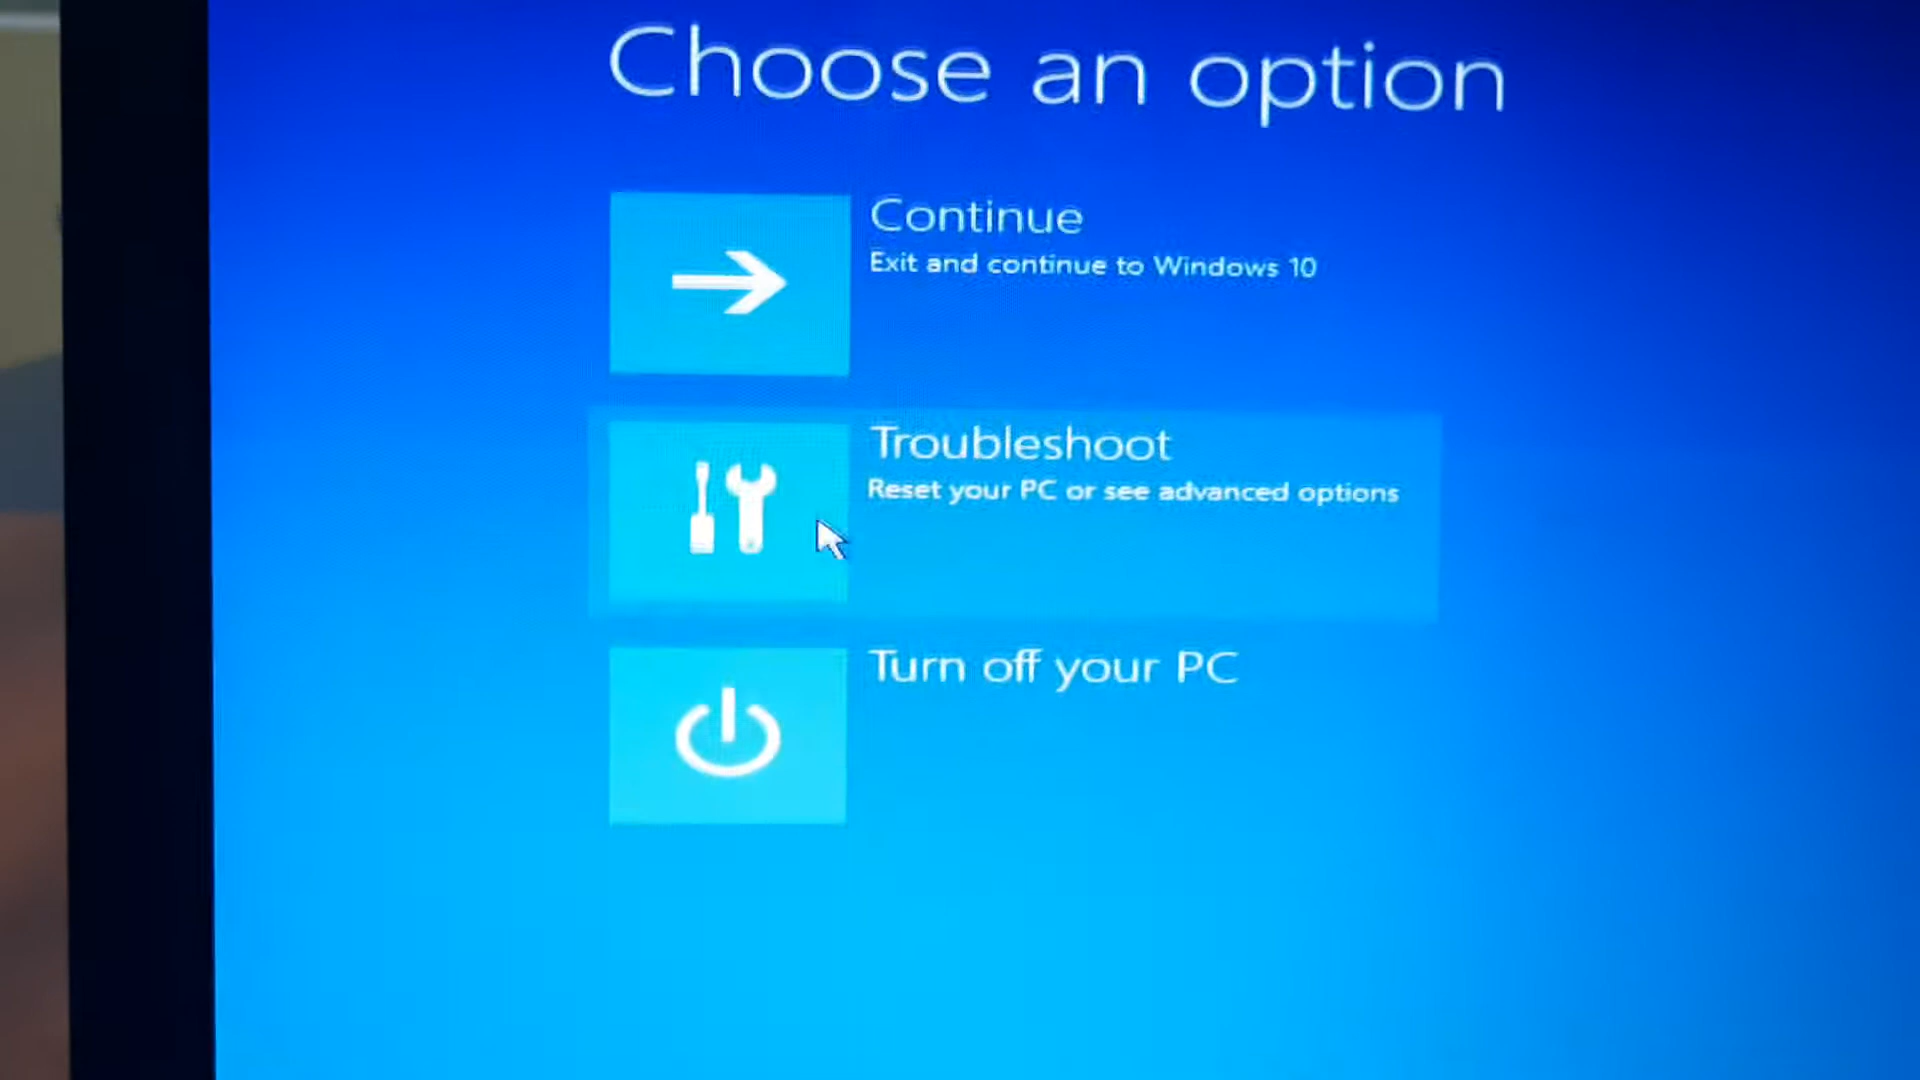 Choose an option
Continue
Exit and continue to Windows 10
Troubleshoot
Reset your PC or see advanced options
Turn off your PC